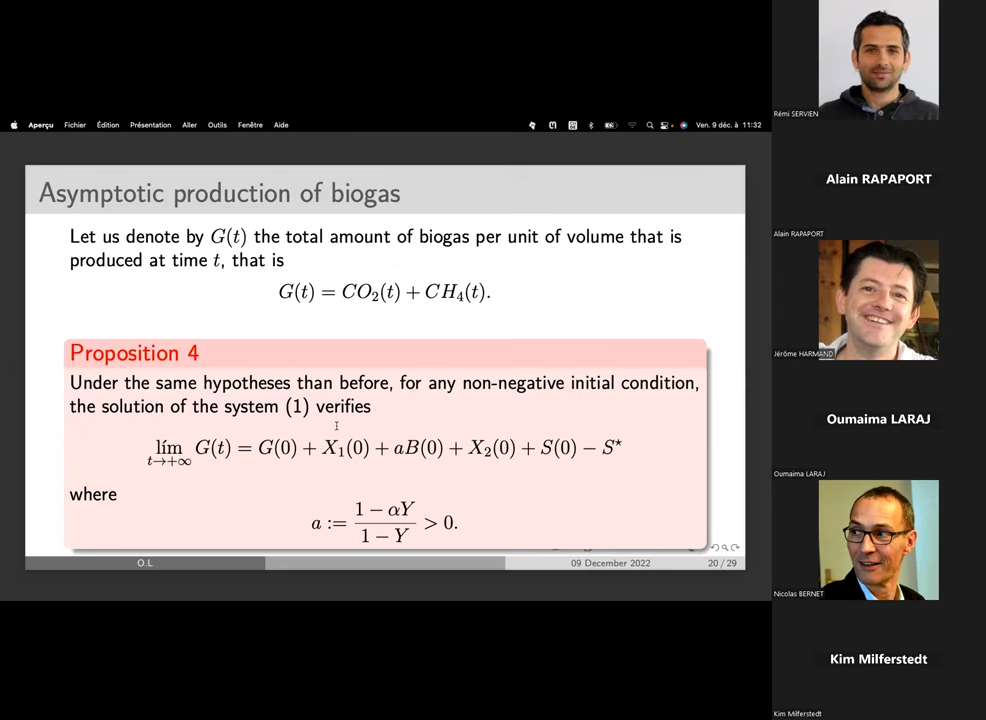 Aperçu Fichier Édition Présentation Aller Outils Fenêtre Aide Ven. 9 déc. à 11:32
Asymptotic production of biogas
Let us denote by G(t) the total amount of biogas per unit of volume that is
produced at time t, that is
G(t) = CO₂(t) + CH₄(t).
Proposition 4
Under the same hypotheses than before, for any non-negative initial condition,
the solution of the system (1) verifies
lím t→+∞ G(t) = G(0) + X₁(0) + aB(0) + X₂(0) + S(0) − S⋆
where
a := (1 − αY)/(1 − Y) > 0.
O.L 09 December 2022 20 / 29
Rémi SERVIEN
Alain RAPAPORT
Alain RAPAPORT
Jérôme HARMAND
Oumaima LARAJ
Oumaima LARAJ
Nicolas BERNET
Kim Milferstedt
Kim Milferstedt